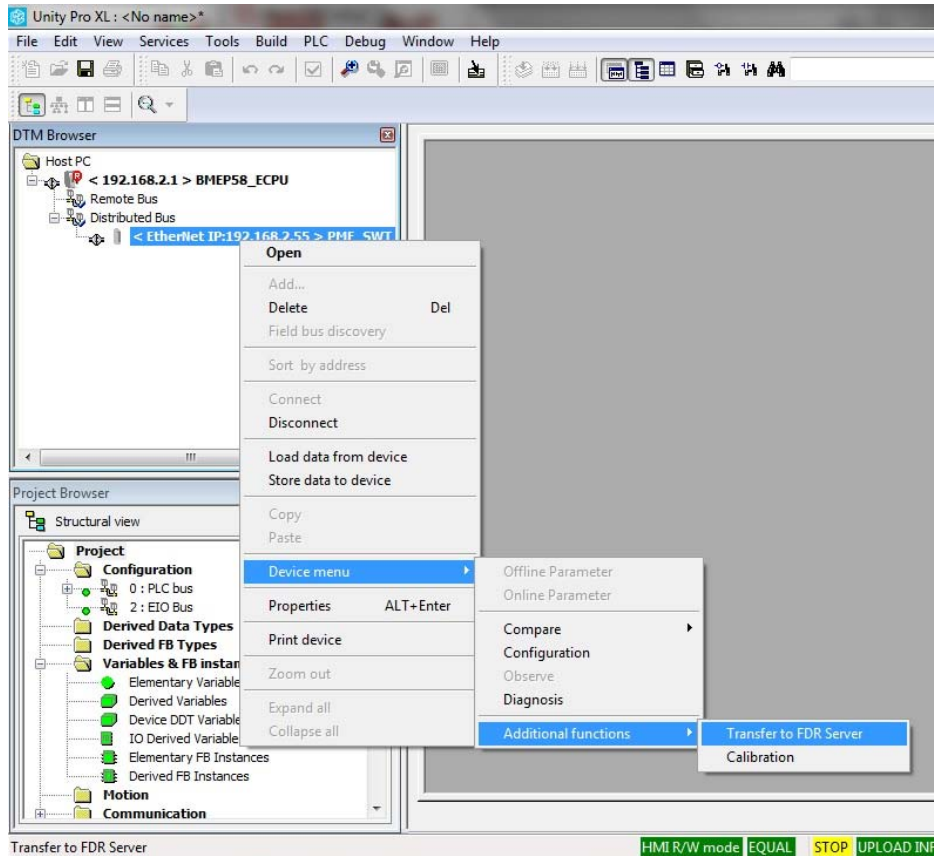 Unity Pro XL : <No name>*
File Edit View Services Tools Build PLC Debug Window Help
DTM Browser
Host PC
< 192.168.2.1 > BMEP58_ECPU
Remote Bus
Distributed Bus
< EtherNet IP:192.168.2.55 > PMF_SWT
Open
Add...
Delete Del
Field bus discovery
Sort by address
Connect
Disconnect
Load data from device
Store data to device
Copy
Paste
Device menu
Properties ALT+Enter
Print device
Zoom out
Expand all
Collapse all
Offline Parameter
Online Parameter
Compare
Configuration
Observe
Diagnosis
Additional functions
Transfer to FDR Server
Calibration
Project Browser
Structural view
Project
Configuration
0 : PLC bus
2 : EIO Bus
Derived Data Types
Derived FB Types
Variables & FB instan
Elementary Variable
Derived Variables
Device DDT Variable
IO Derived Variable
Elementary FB Instances
Derived FB Instances
Motion
Communication
Transfer to FDR Server
HMI R/W mode EQUAL STOP UPLOAD INF